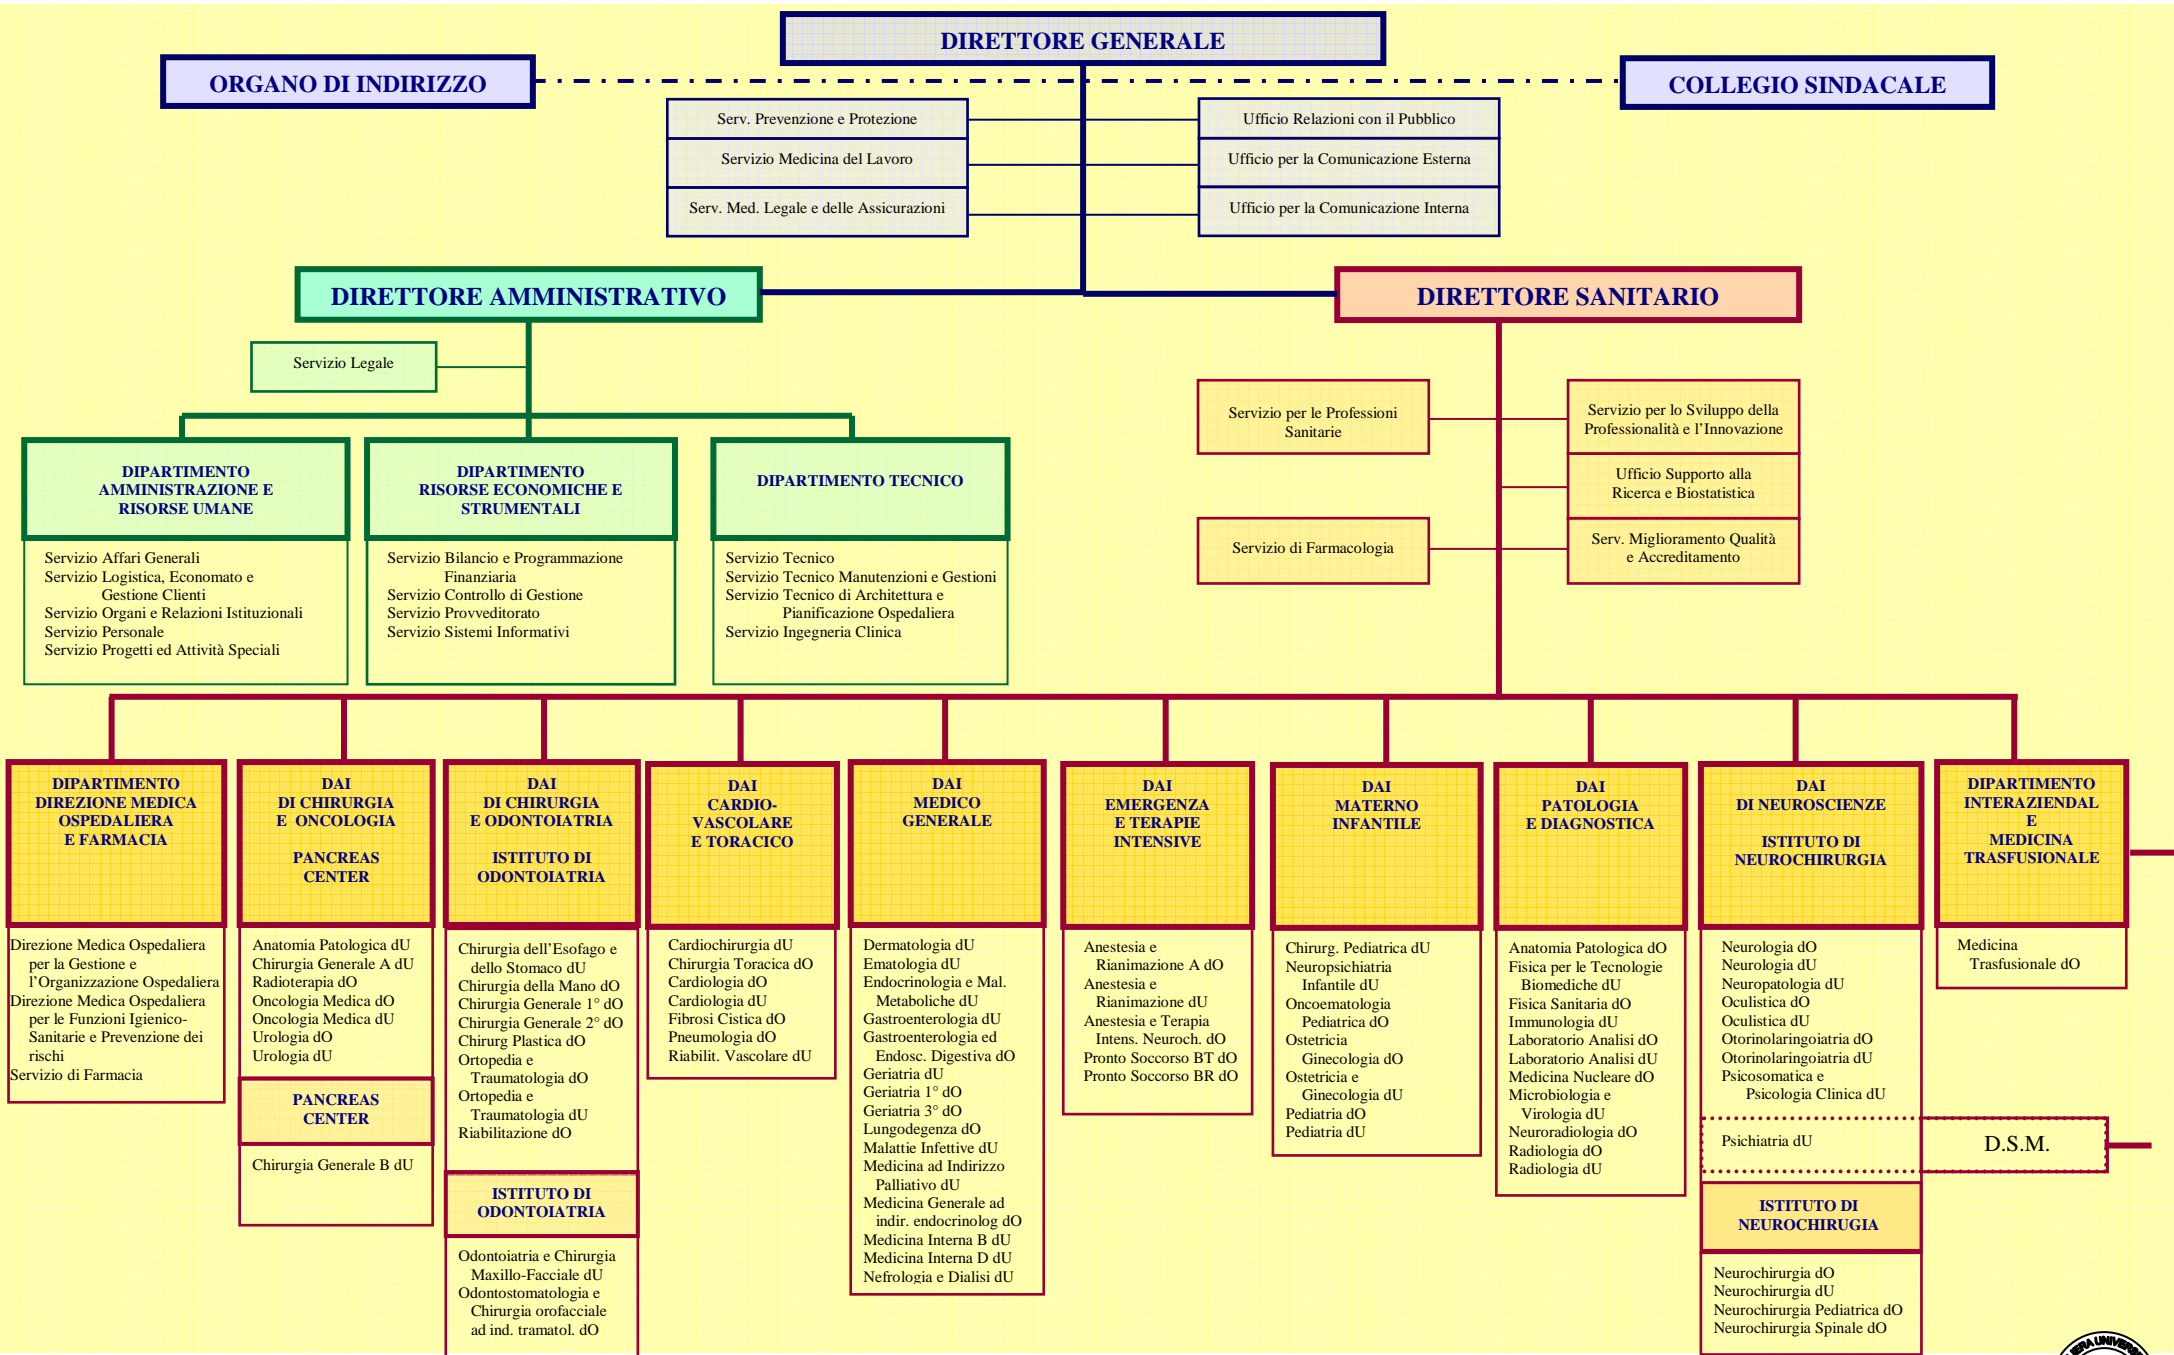 DIRETTORE GENERALE
ORGANO DI INDIRIZZO
COLLEGIO SINDACALE
Serv. Prevenzione e Protezione
Servizio Medicina del Lavoro
Serv. Med. Legale e delle Assicurazioni
Ufficio Relazioni con il Pubblico
Ufficio per la Comunicazione Esterna
Ufficio per la Comunicazione Interna
DIRETTORE AMMINISTRATIVO
DIRETTORE SANITARIO
Servizio Legale
DIPARTIMENTO
AMMINISTRAZIONE E
RISORSE UMANE
Servizio Affari Generali
Servizio Logistica, Economato e
Gestione Clienti
Servizio Organi e Relazioni Istituzionali
Servizio Personale
Servizio Progetti ed Attività Speciali
DIPARTIMENTO
RISORSE ECONOMICHE E
STRUMENTALI
Servizio Bilancio e Programmazione
Finanziaria
Servizio Controllo di Gestione
Servizio Provveditorato
Servizio Sistemi Informativi
DIPARTIMENTO TECNICO
Servizio Tecnico
Servizio Tecnico Manutenzioni e Gestioni
Servizio Tecnico di Architettura e
Pianificazione Ospedaliera
Servizio Ingegneria Clinica
Servizio per le Professioni
Sanitarie
Servizio di Farmacologia
Servizio per lo Sviluppo della
Professionalità e l’Innovazione
Ufficio Supporto alla
Ricerca e Biostatistica
Serv. Miglioramento Qualità
e Accreditamento
DIPARTIMENTO
DIREZIONE MEDICA
OSPEDALIERA
E FARMACIA
Direzione Medica Ospedaliera
per la Gestione e
l’Organizzazione Ospedaliera
Direzione Medica Ospedaliera
per le Funzioni Igienico-
Sanitarie e Prevenzione dei
rischi
Servizio di Farmacia
DAI
DI CHIRURGIA
E ONCOLOGIA
PANCREAS
CENTER
Anatomia Patologica dU
Chirurgia Generale A dU
Radioterapia dO
Oncologia Medica dO
Oncologia Medica dU
Urologia dO
Urologia dU
PANCREAS
CENTER
Chirurgia Generale B dU
DAI
DI CHIRURGIA
E ODONTOIATRIA
ISTITUTO DI
ODONTOIATRIA
Chirurgia dell’Esofago e
dello Stomaco dU
Chirurgia della Mano dO
Chirurgia Generale 1° dO
Chirurgia Generale 2° dO
Chirurg Plastica dO
Ortopedia e
Traumatologia dO
Ortopedia e
Traumatologia dU
Riabilitazione dO
ISTITUTO DI
ODONTOIATRIA
Odontoiatria e Chirurgia
Maxillo-Facciale dU
Odontostomatologia e
Chirurgia orofacciale
ad ind. tramatol. dO
DAI
CARDIO-
VASCOLARE
E TORACICO
Cardiochirurgia dU
Chirurgia Toracica dO
Cardiologia dO
Cardiologia dU
Fibrosi Cistica dO
Pneumologia dO
Riabilit. Vascolare dU
DAI
MEDICO
GENERALE
Dermatologia dU
Ematologia dU
Endocrinologia e Mal.
Metaboliche dU
Gastroenterologia dU
Gastroenterologia ed
Endosc. Digestiva dO
Geriatria dU
Geriatria 1° dO
Geriatria 3° dO
Lungodegenza dO
Malattie Infettive dU
Medicina ad Indirizzo
Palliativo dU
Medicina Generale ad
indir. endocrinolog dO
Medicina Interna B dU
Medicina Interna D dU
Nefrologia e Dialisi dU
DAI
EMERGENZA
E TERAPIE
INTENSIVE
Anestesia e
Rianimazione A dO
Anestesia e
Rianimazione dU
Anestesia e Terapia
Intens. Neuroch. dO
Pronto Soccorso BT dO
Pronto Soccorso BR dO
DAI
MATERNO
INFANTILE
Chirurg. Pediatrica dU
Neuropsichiatria
Infantile dU
Oncoematologia
Pediatrica dO
Ostetricia
Ginecologia dO
Ostetricia e
Ginecologia dU
Pediatria dO
Pediatria dU
DAI
PATOLOGIA
E DIAGNOSTICA
Anatomia Patologica dO
Fisica per le Tecnologie
Biomediche dU
Fisica Sanitaria dO
Immunologia dU
Laboratorio Analisi dO
Laboratorio Analisi dU
Medicina Nucleare dO
Microbiologia e
Virologia dU
Neuroradiologia dO
Radiologia dO
Radiologia dU
DAI
DI NEUROSCIENZE
ISTITUTO DI
NEUROCHIRURGIA
Neurologia dO
Neurologia dU
Neuropatologia dU
Oculistica dO
Oculistica dU
Otorinolaringoiatria dO
Otorinolaringoiatria dU
Psicosomatica e
Psicologia Clinica dU
Psichiatria dU
D.S.M.
ISTITUTO DI
NEUROCHIRUGIA
Neurochirurgia dO
Neurochirurgia dU
Neurochirurgia Pediatrica dO
Neurochirurgia Spinale dO
DIPARTIMENTO
INTERAZIENDAL
E
MEDICINA
TRASFUSIONALE
Medicina
Trasfusionale dO